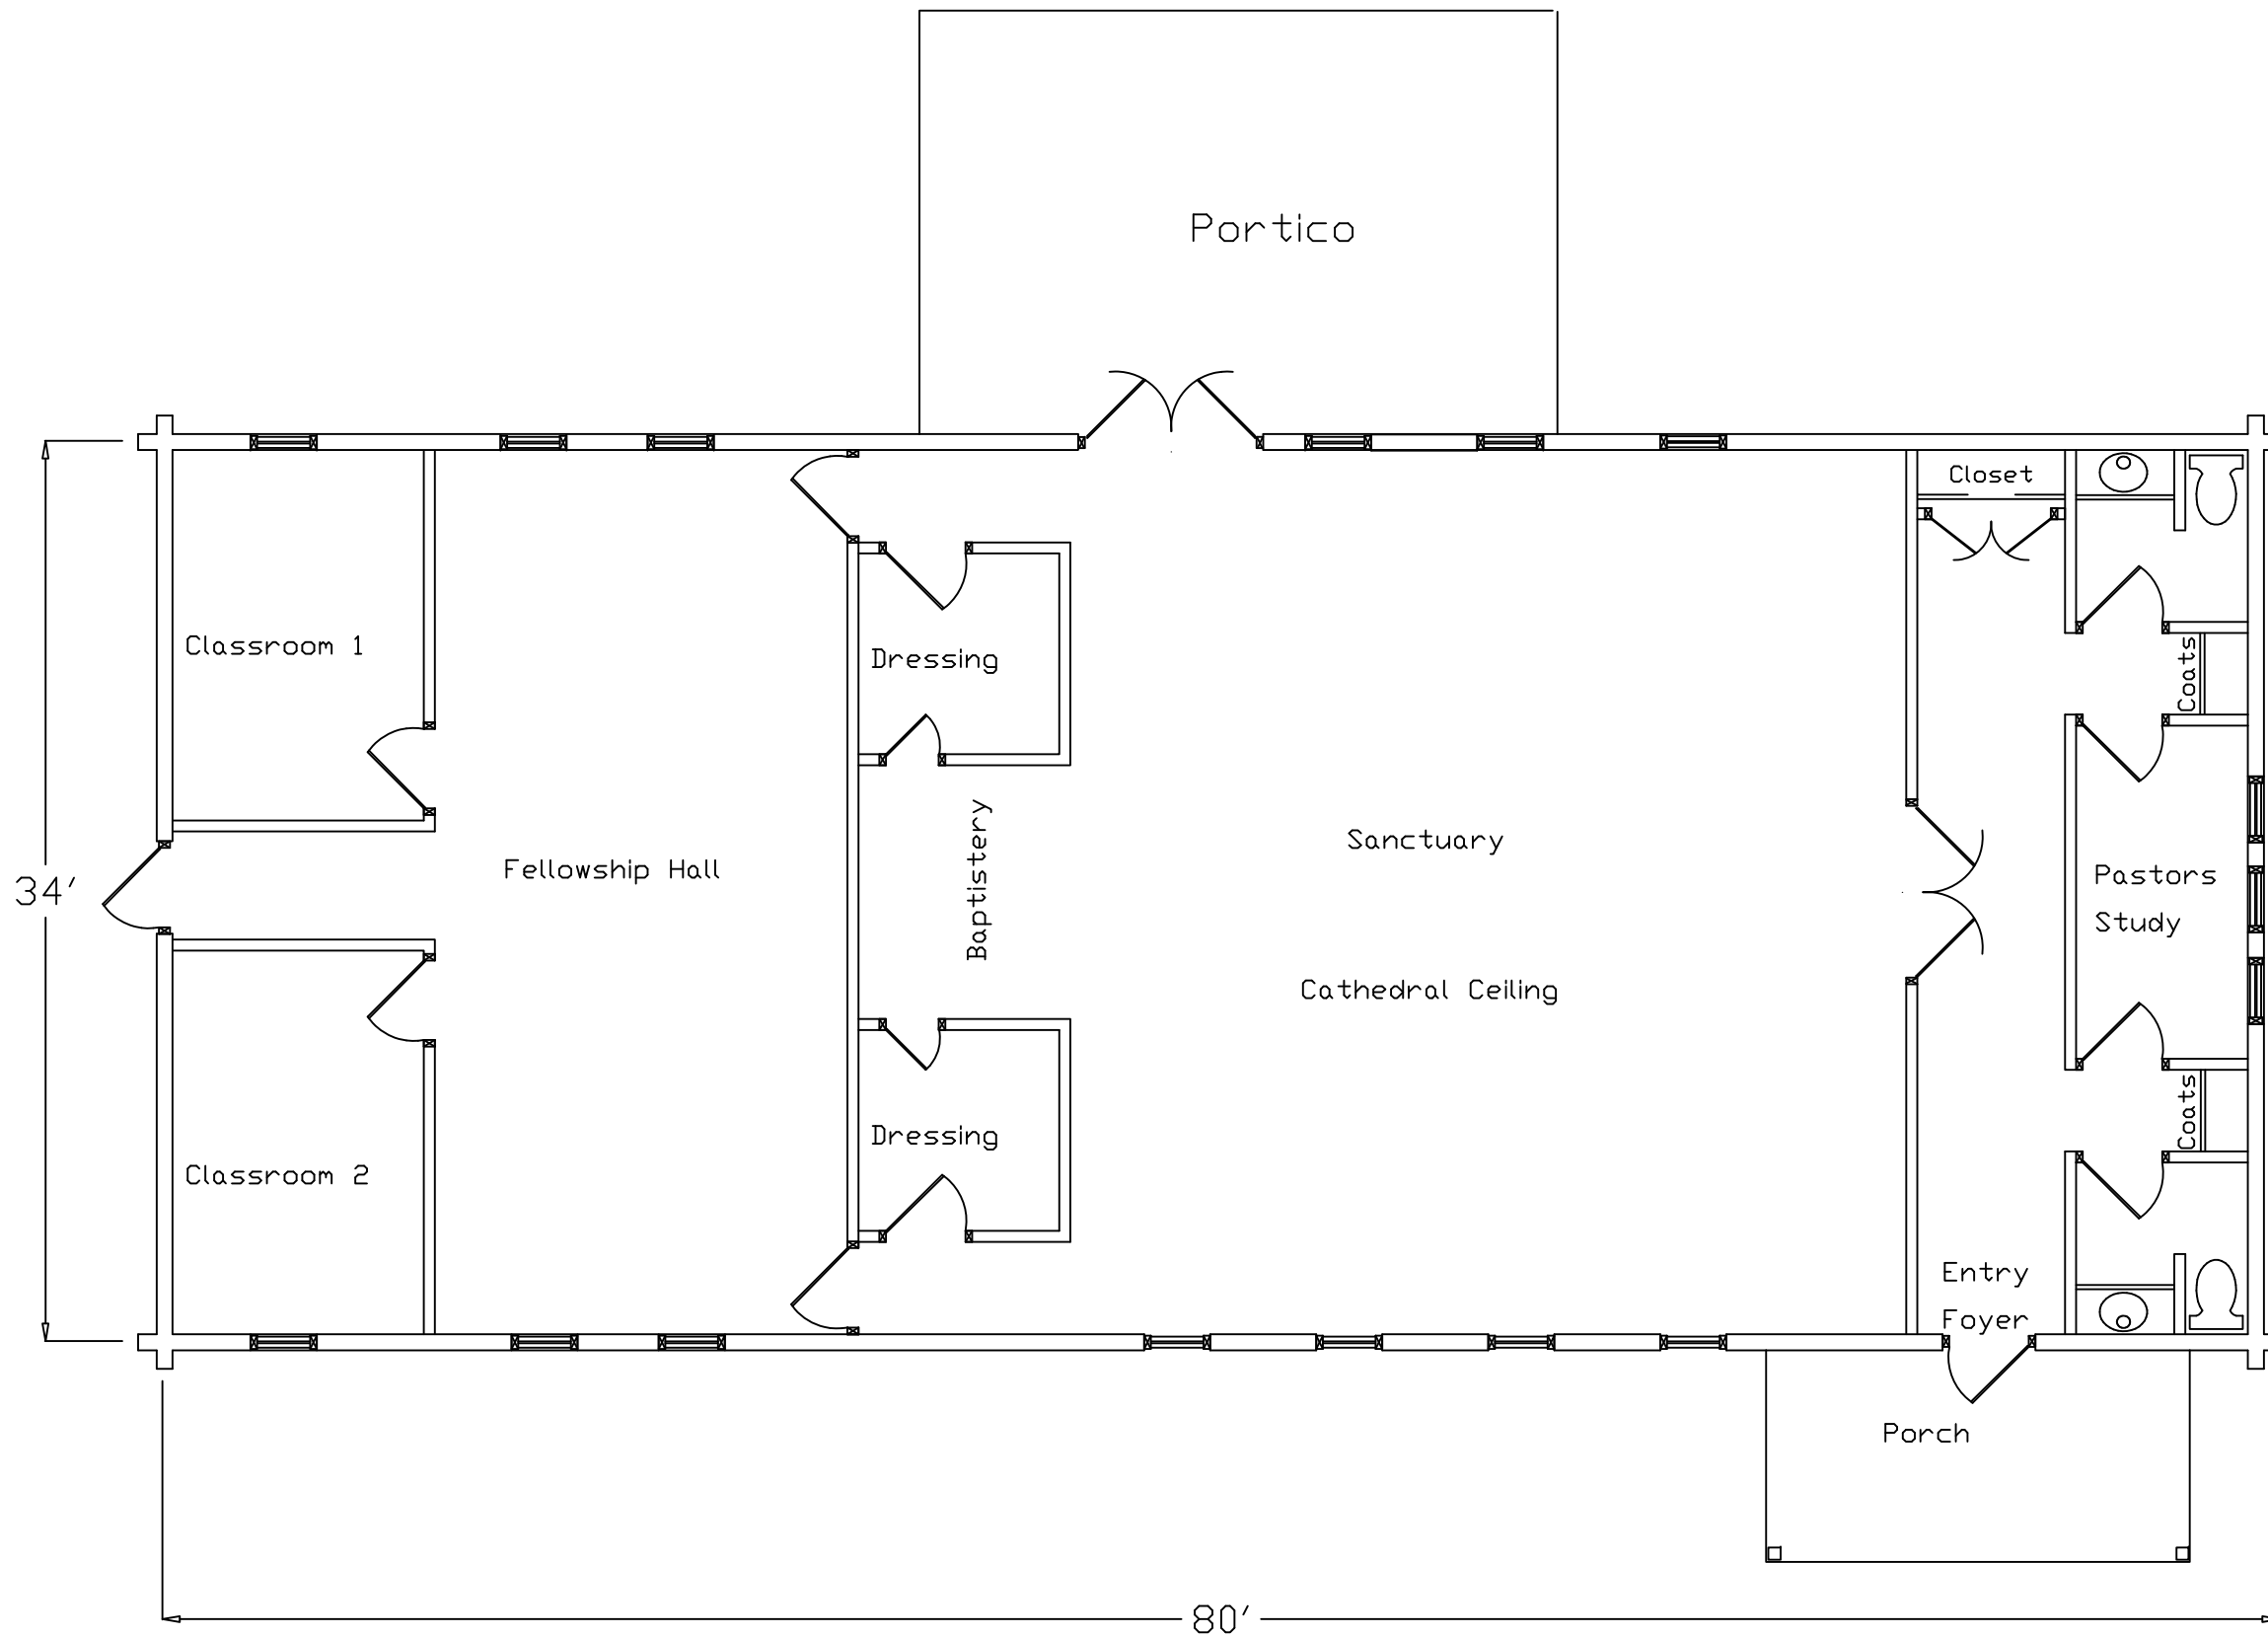 Portico
Closet
Classroom 1
Dressing
Coats
Sanctuary
Fellowship Hall
Baptistery
34'
Pastors
Study
Cathedral Ceiling
Dressing
Coats
Classroom 2
Entry
Foyer
Porch
80'